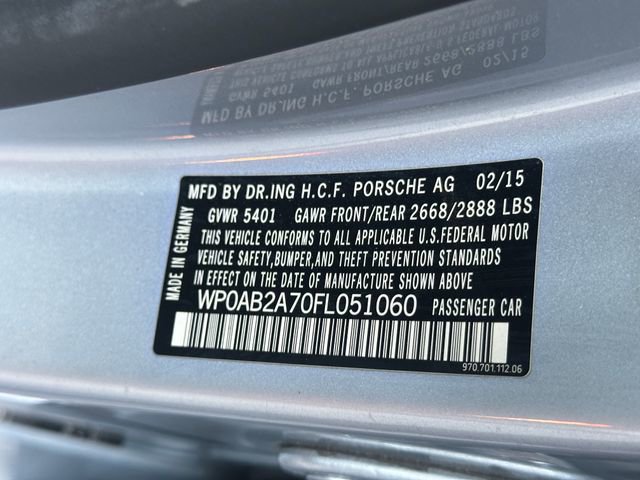 MFD BY DR.ING H.C.F. PORSCHE AG 02/15
GVWR 5401 GAWR FRONT/REAR 2668/2888 LBS
THIS VEHICLE CONFORMS TO ALL APPLICABLE U.S.FEDERAL MOTOR
VEHICLE SAFETY,BUMPER,AND THEFT PREVENTION STANDARDS
IN EFFECT ON THE DATE OF MANUFACTURE SHOWN ABOVE.
WP0AB2A70FL051060 PASSENGER CAR
MADE IN GERMANY
970.701.112.06